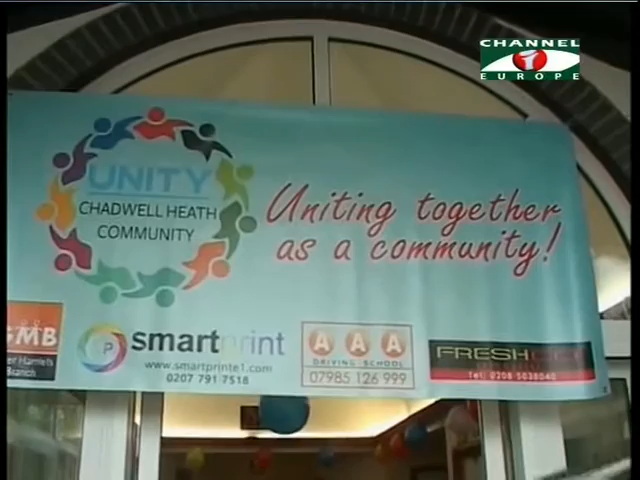 CHANNEL
EUROPE
UNITY
CHADWELL HEATH
COMMUNITY
Uniting together
as a community!
GMB
Branch
P
smartprint
www.smartprinte1.com
0207 791 7518
AAA
DRIVING SCHOOL
07985 126 999